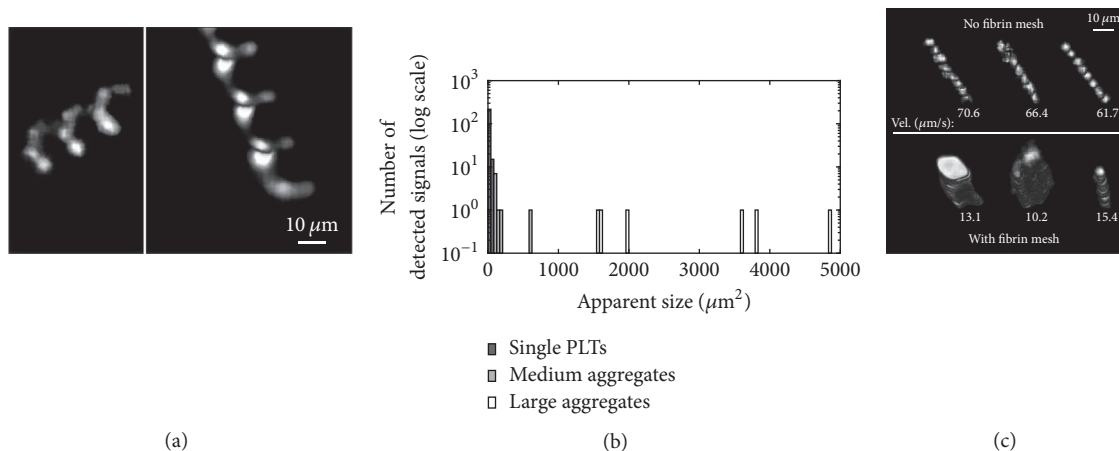 10 μm
(a)
Number of
detected signals (log scale)
10³
10²
10¹
10⁰
10⁻¹
0 1000 2000 3000 4000 5000
Apparent size (μm²)
Single PLTs
Medium aggregates
Large aggregates
(b)
No fibrin mesh
10 μm
70.6 66.4 61.7
Vel. (μm/s):
13.1 10.2 15.4
With fibrin mesh
(c)